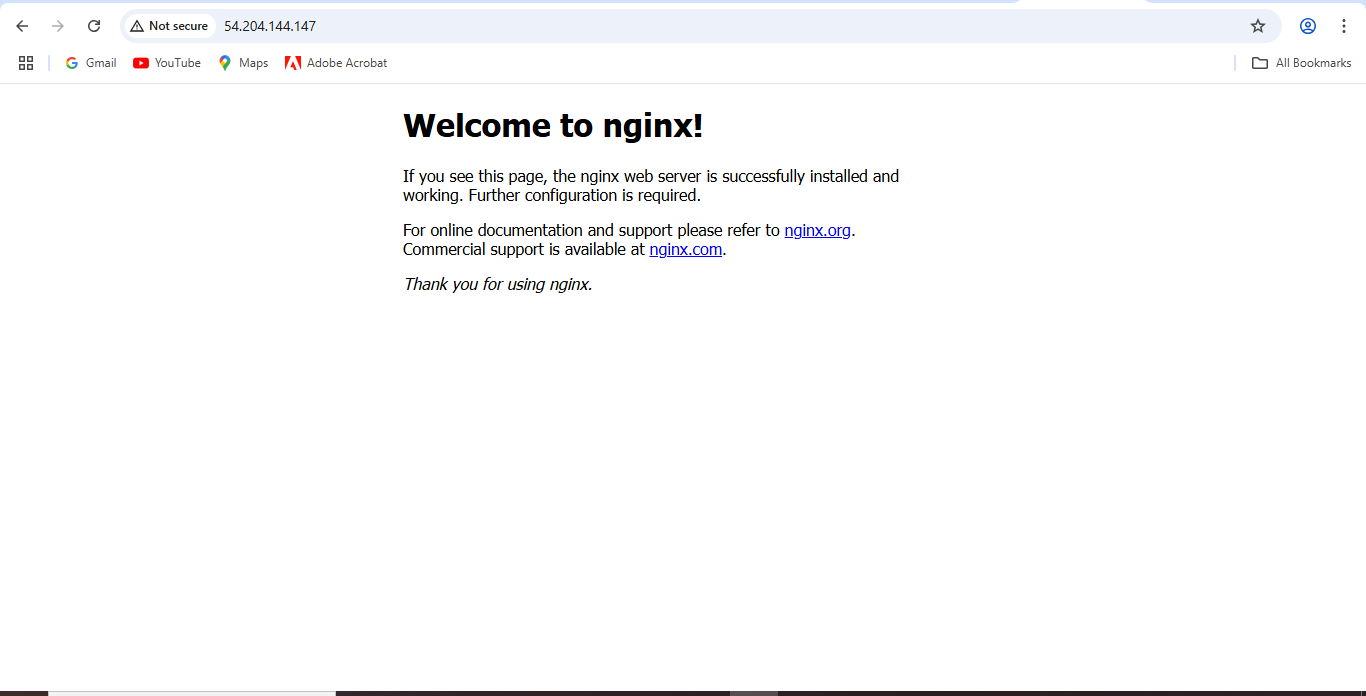 Not secure 54.204.144.147
Gmail YouTube Maps Adobe Acrobat All Bookmarks
Welcome to nginx!
If you see this page, the nginx web server is successfully installed and
working. Further configuration is required.
For online documentation and support please refer to nginx.org.
Commercial support is available at nginx.com.
Thank you for using nginx.